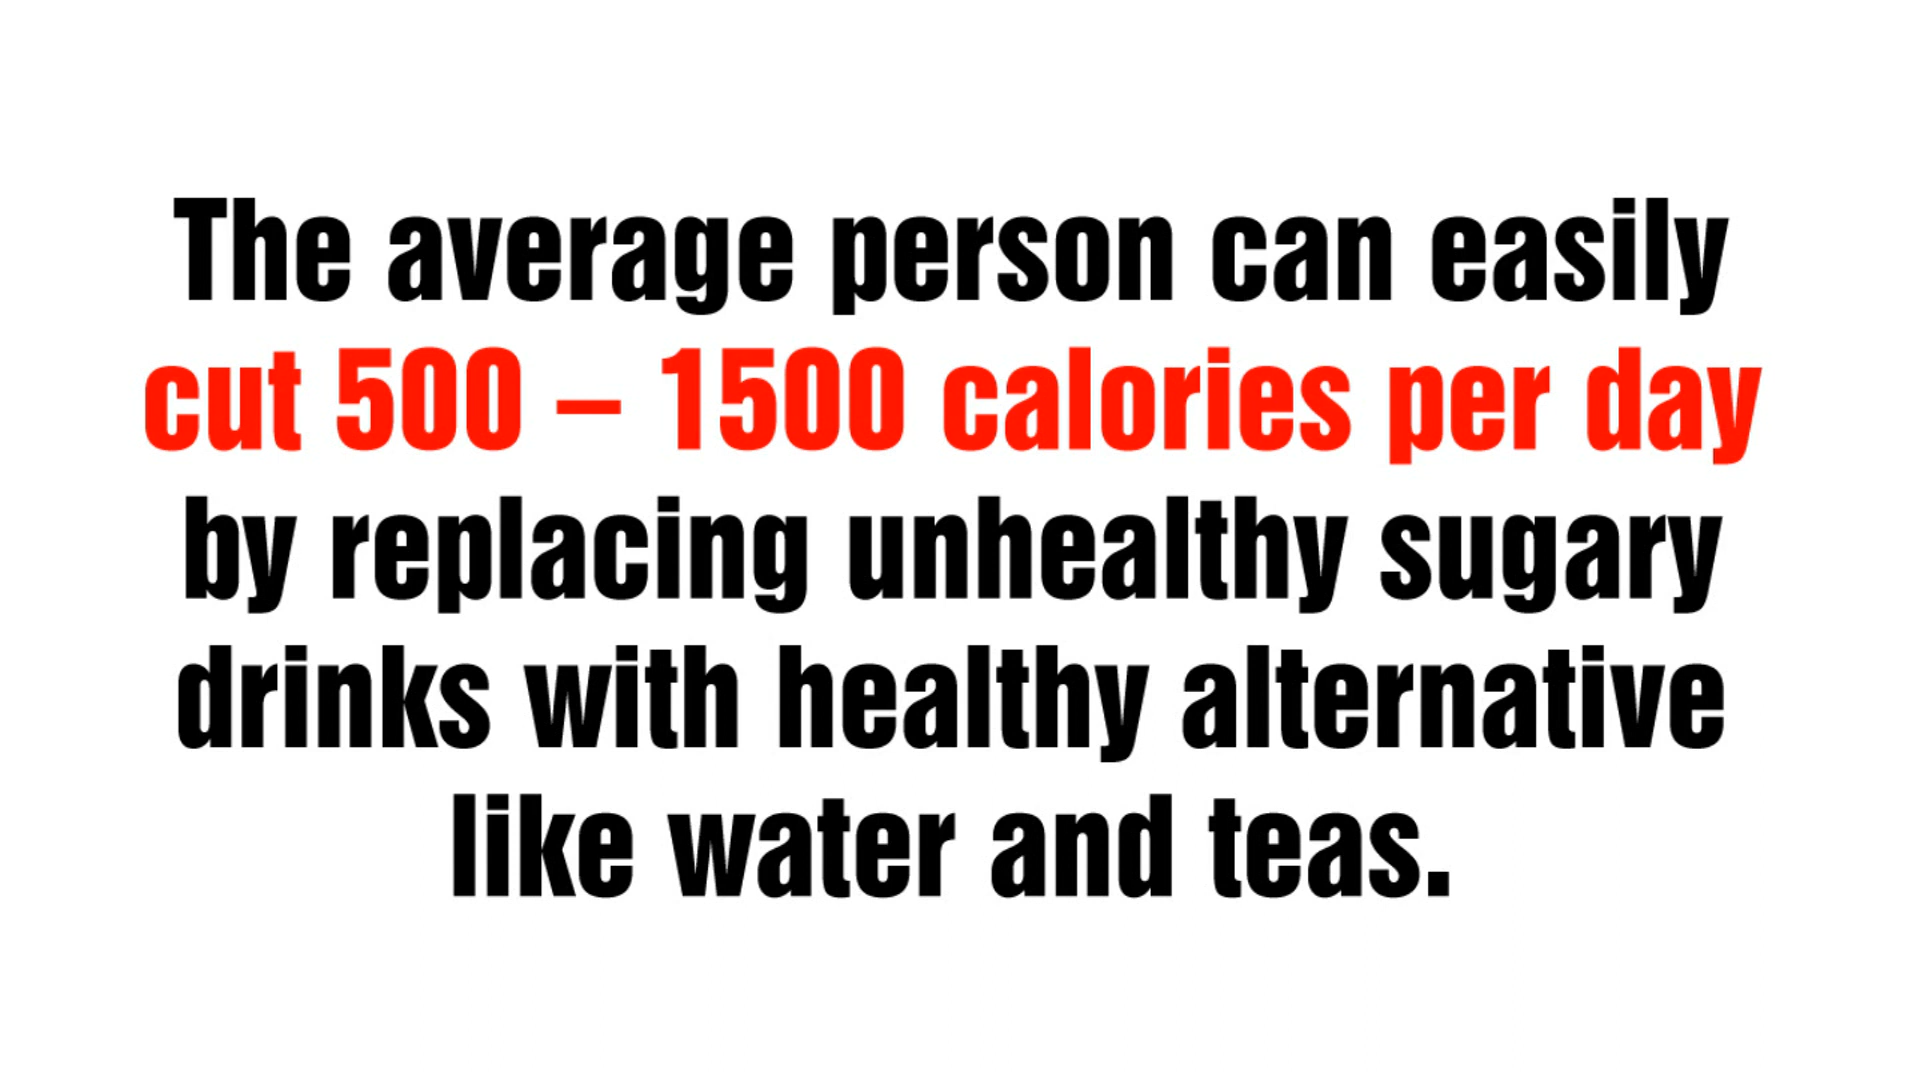 The average person can easily
cut 500 – 1500 calories per day
by replacing unhealthy sugary
drinks with healthy alternative
like water and teas.